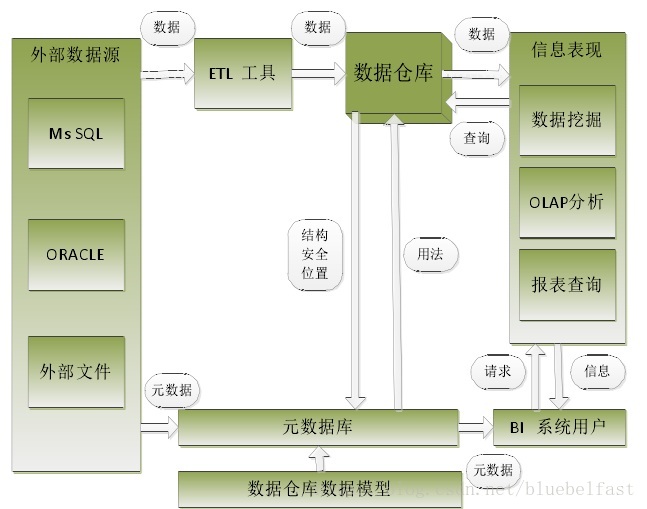 数据
数据
数据
外部数据源
ETL 工具
数据仓库
信息表现
Ms SQL
数据挖掘
查询
OLAP分析
ORACLE
结构
安全
位置
用法
报表查询
外部文件
元数据
请求
信息
元数据库
BI 系统用户
元数据
数据仓库数据模型
csdn.net/bluebelfast